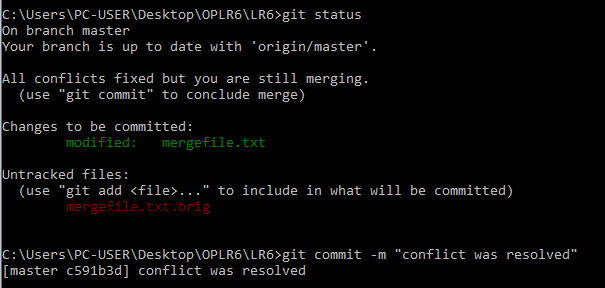 C:\Users\PC-USER\Desktop\OPLR6\LR6>git status
On branch master
Your branch is up to date with 'origin/master'.
All conflicts fixed but you are still merging.
(use "git commit" to conclude merge)
Changes to be committed:
modified:   mergefile.txt
Untracked files:
(use "git add <file>..." to include in what will be committed)
mergefile.txt.orig
C:\Users\PC-USER\Desktop\OPLR6\LR6>git commit -m "conflict was resolved"
[master c591b3d] conflict was resolved